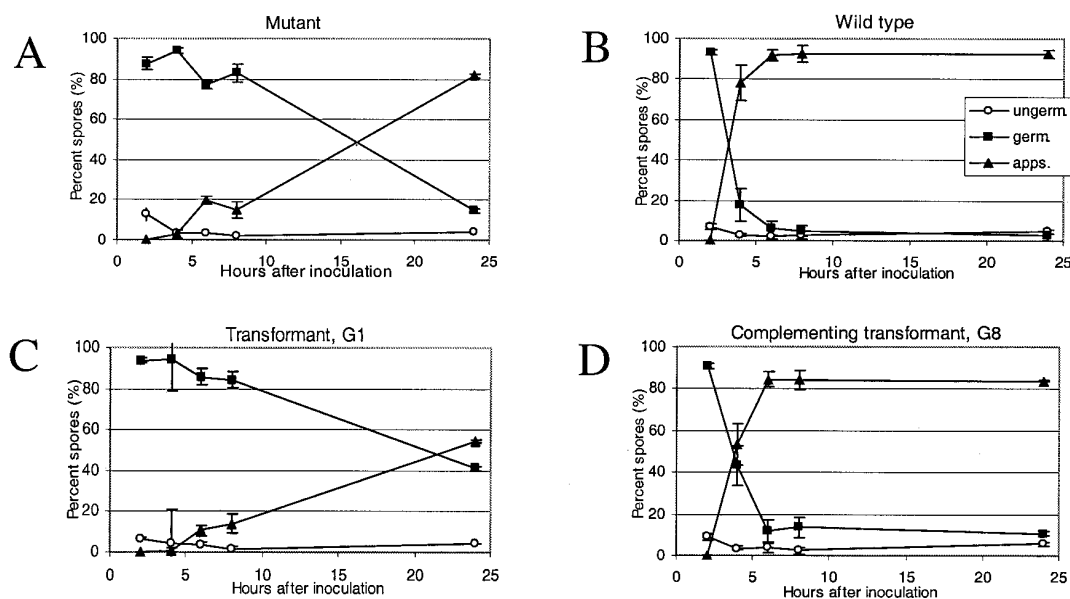 A
Mutant
Percent spores (%)
100
80
60
40
20
0
0 5 10 15 20 25
Hours after inoculation
B
Wild type
Percent spores (%)
100
80
60
40
20
0
0 5 10 15 20 25
Hours after inoculation
ungerm.
germ.
apps.
C
Transformant, G1
Percent spores (%)
100
80
60
40
20
0
0 5 10 15 20 25
Hours after inoculation
D
Complementing transformant, G8
Percent spores (%)
100
80
60
40
20
0
0 5 10 15 20 25
Hours after inoculation